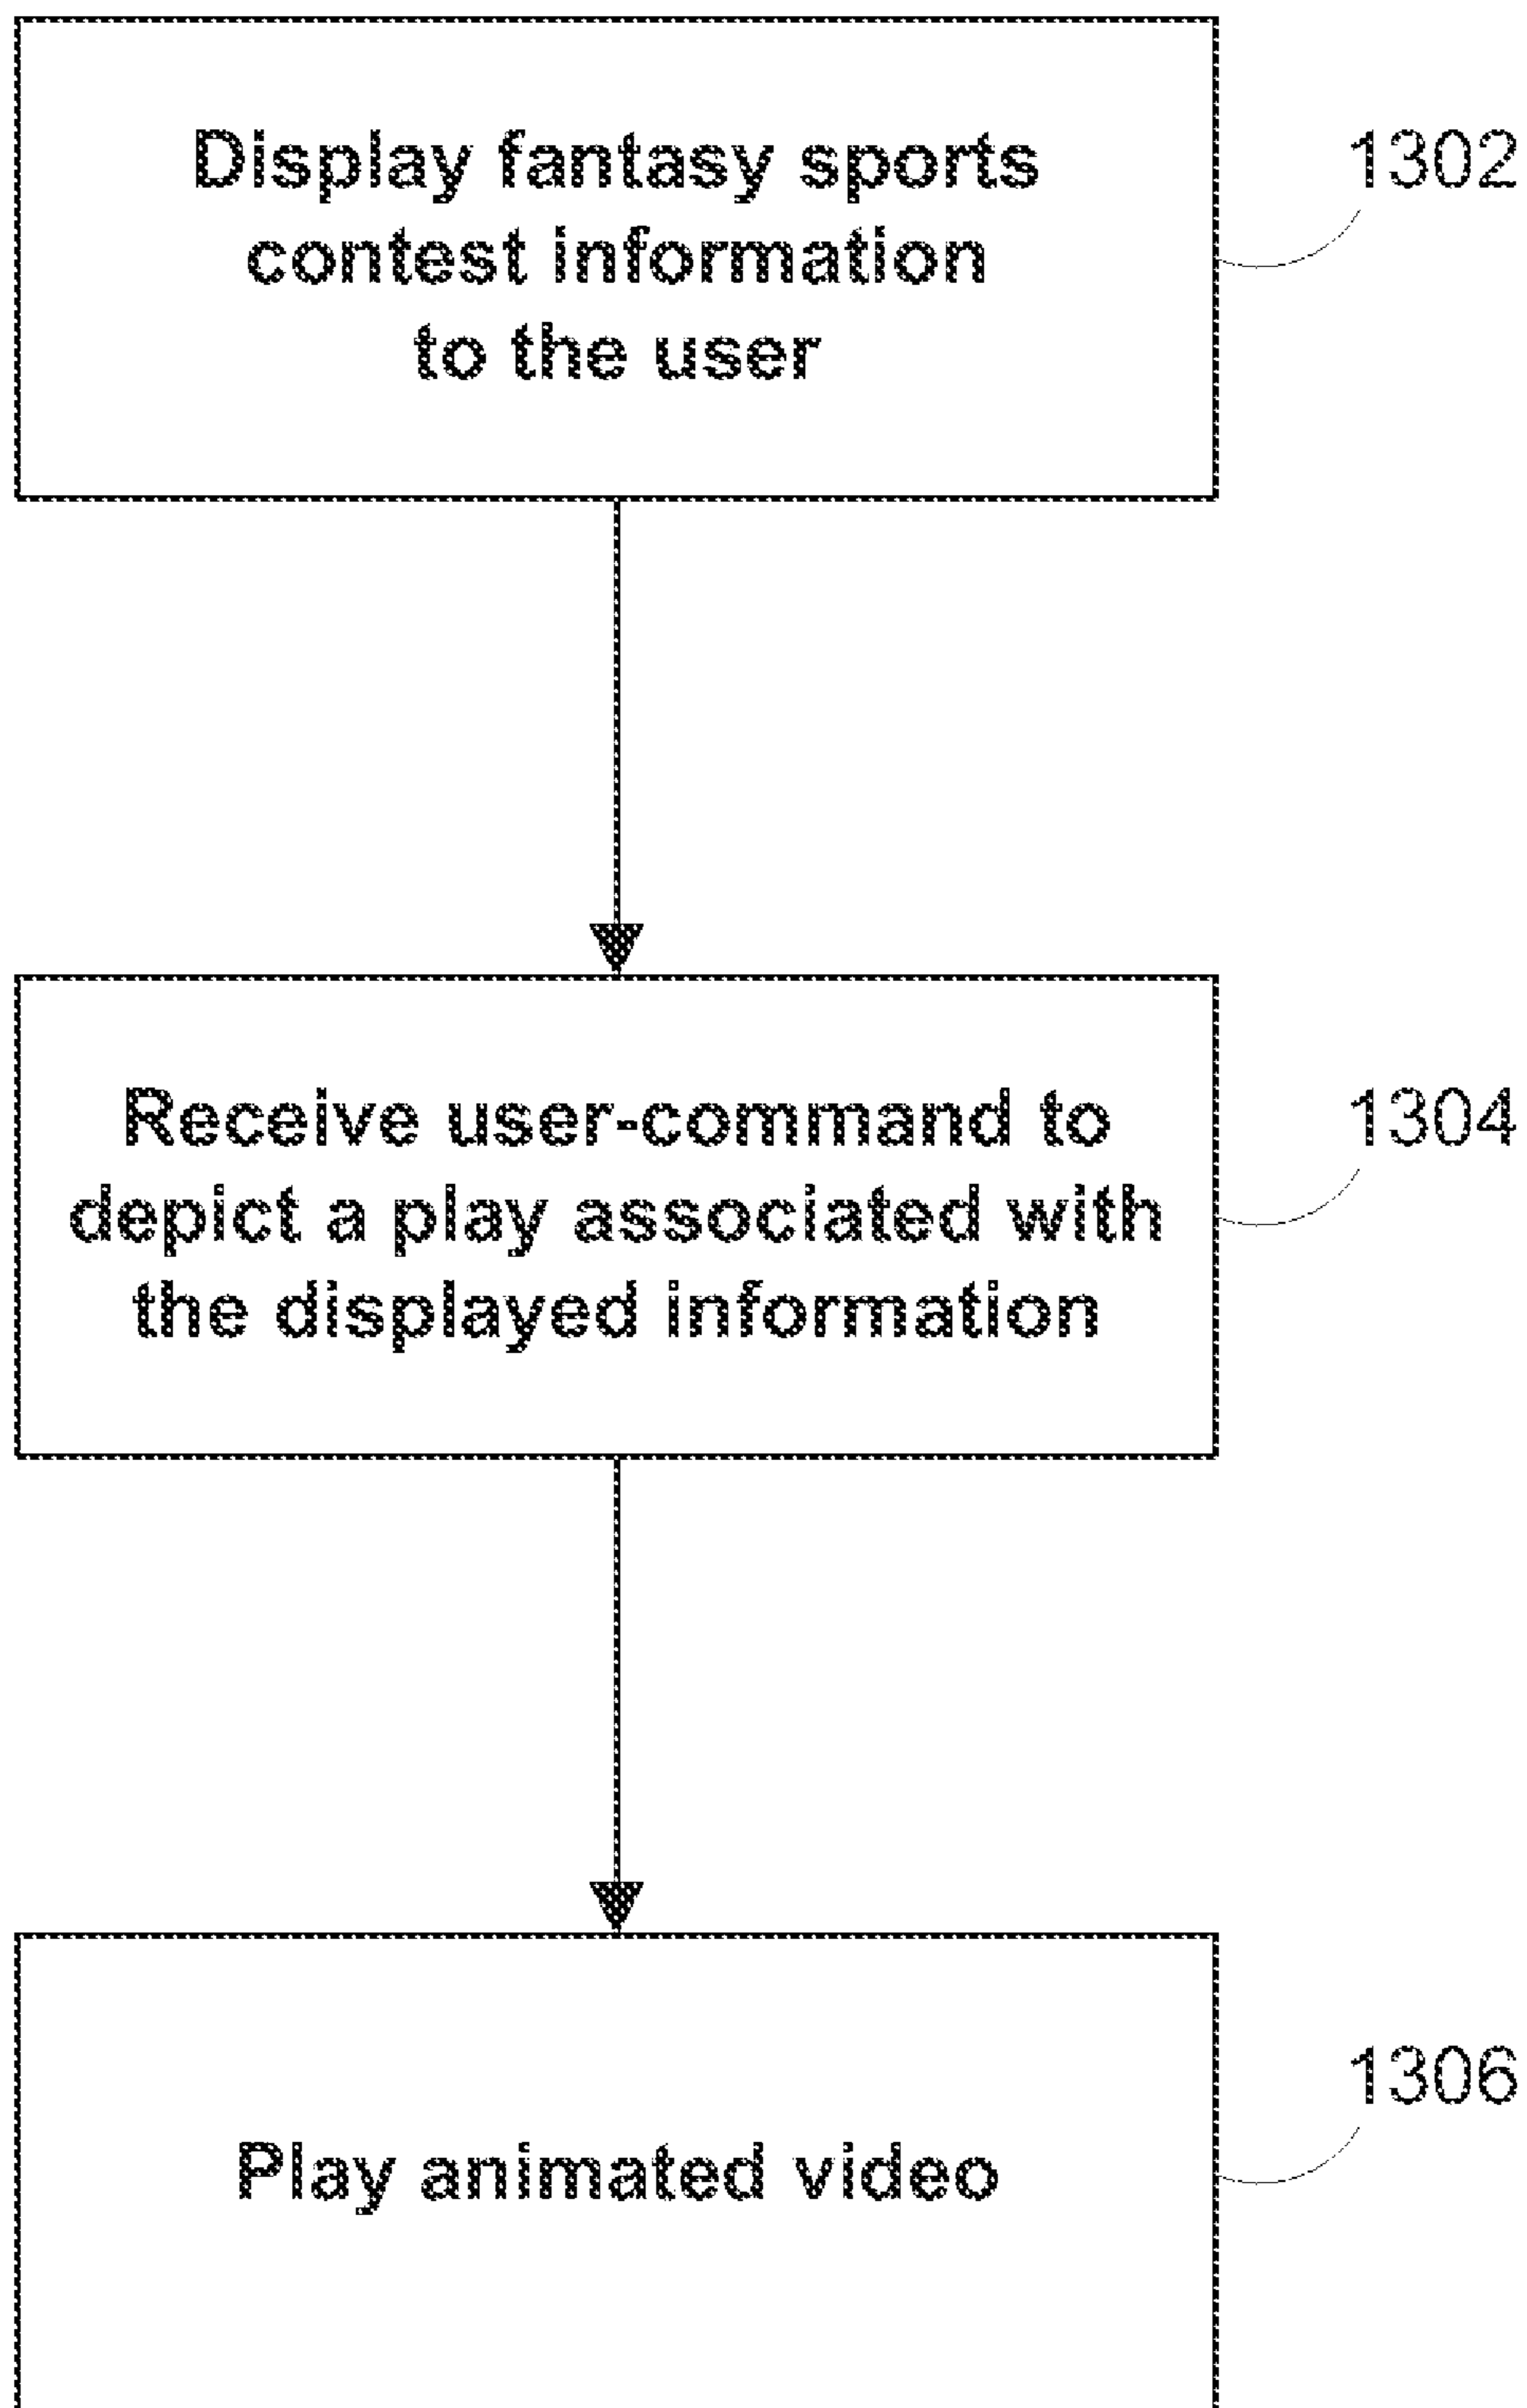 Display fantasy sports
contest information
to the user
1302
Receive user-command to
depict a play associated with
the displayed information
1304
Play animated video
1306